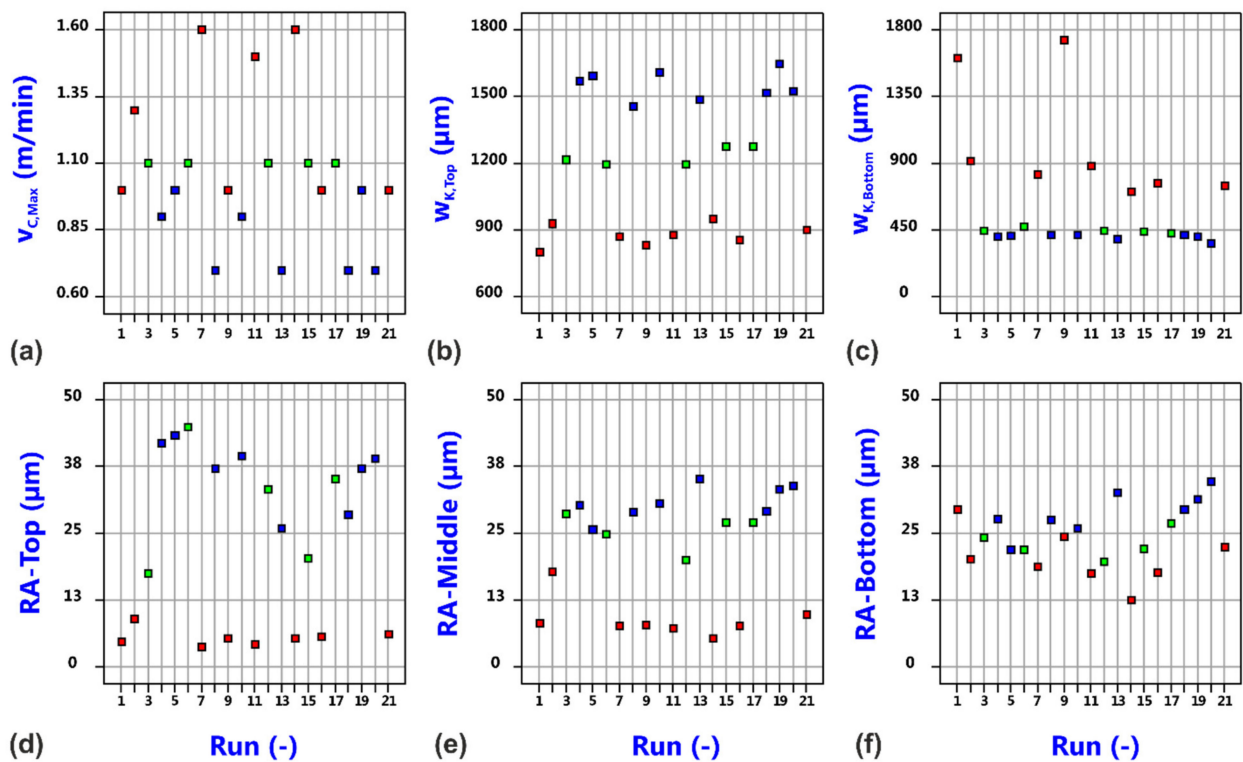 v_C,Max (m/min)
1.60
1.35
1.10
0.85
0.60
1 3 5 7 9 11 13 15 17 19 21
(a)
w_K,Top (µm)
1800
1500
1200
900
600
1 3 5 7 9 11 13 15 17 19 21
(b)
w_K,Bottom (µm)
1800
1350
900
450
0
1 3 5 7 9 11 13 15 17 19 21
(c)
RA-Top (µm)
50
38
25
13
0
1 3 5 7 9 11 13 15 17 19 21
(d)
Run (-)
RA-Middle (µm)
50
38
25
13
0
1 3 5 7 9 11 13 15 17 19 21
(e)
Run (-)
RA-Bottom (µm)
50
38
25
13
0
1 3 5 7 9 11 13 15 17 19 21
(f)
Run (-)